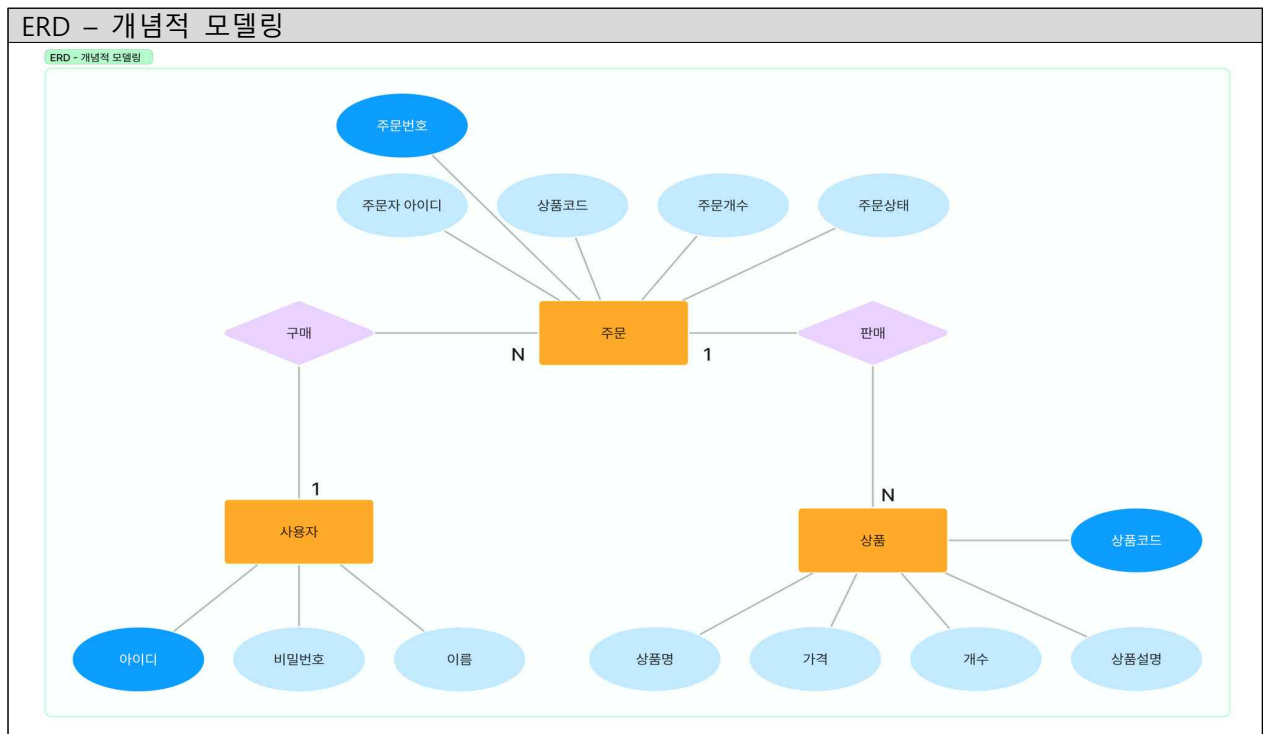 ERD – 개념적 모델링
ERD - 개념적 모델링
주문번호
주문자 아이디
상품코드
주문개수
주문상태
구매
N
주문
1
판매
1
N
사용자
상품
상품코드
아이디
비밀번호
이름
상품명
가격
개수
상품설명